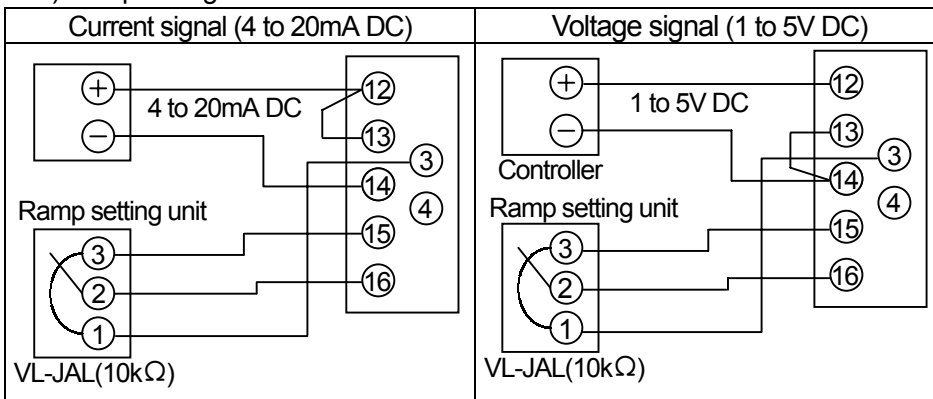 Current signal (4 to 20mA DC)
+
4 to 20mA DC
−
12
13
3
14
4
15
16
Ramp setting unit
3
2
1
VL-JAL(10kΩ)
Voltage signal (1 to 5V DC)
+
1 to 5V DC
−
Controller
12
13
3
14
4
15
16
Ramp setting unit
3
2
1
VL-JAL(10kΩ)